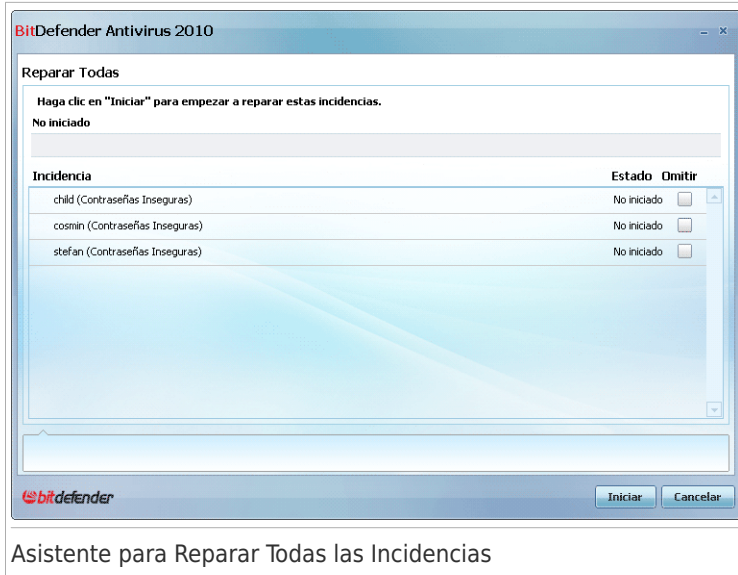 BitDefender Antivirus 2010
Reparar Todas
Haga clic en "Iniciar" para empezar a reparar estas incidencias.
No iniciado
Incidencia Estado Omitir
child (Contraseñas Inseguras) No iniciado
cosmin (Contraseñas Inseguras) No iniciado
stefan (Contraseñas Inseguras) No iniciado
bitdefender Iniciar Cancelar
Asistente para Reparar Todas las Incidencias